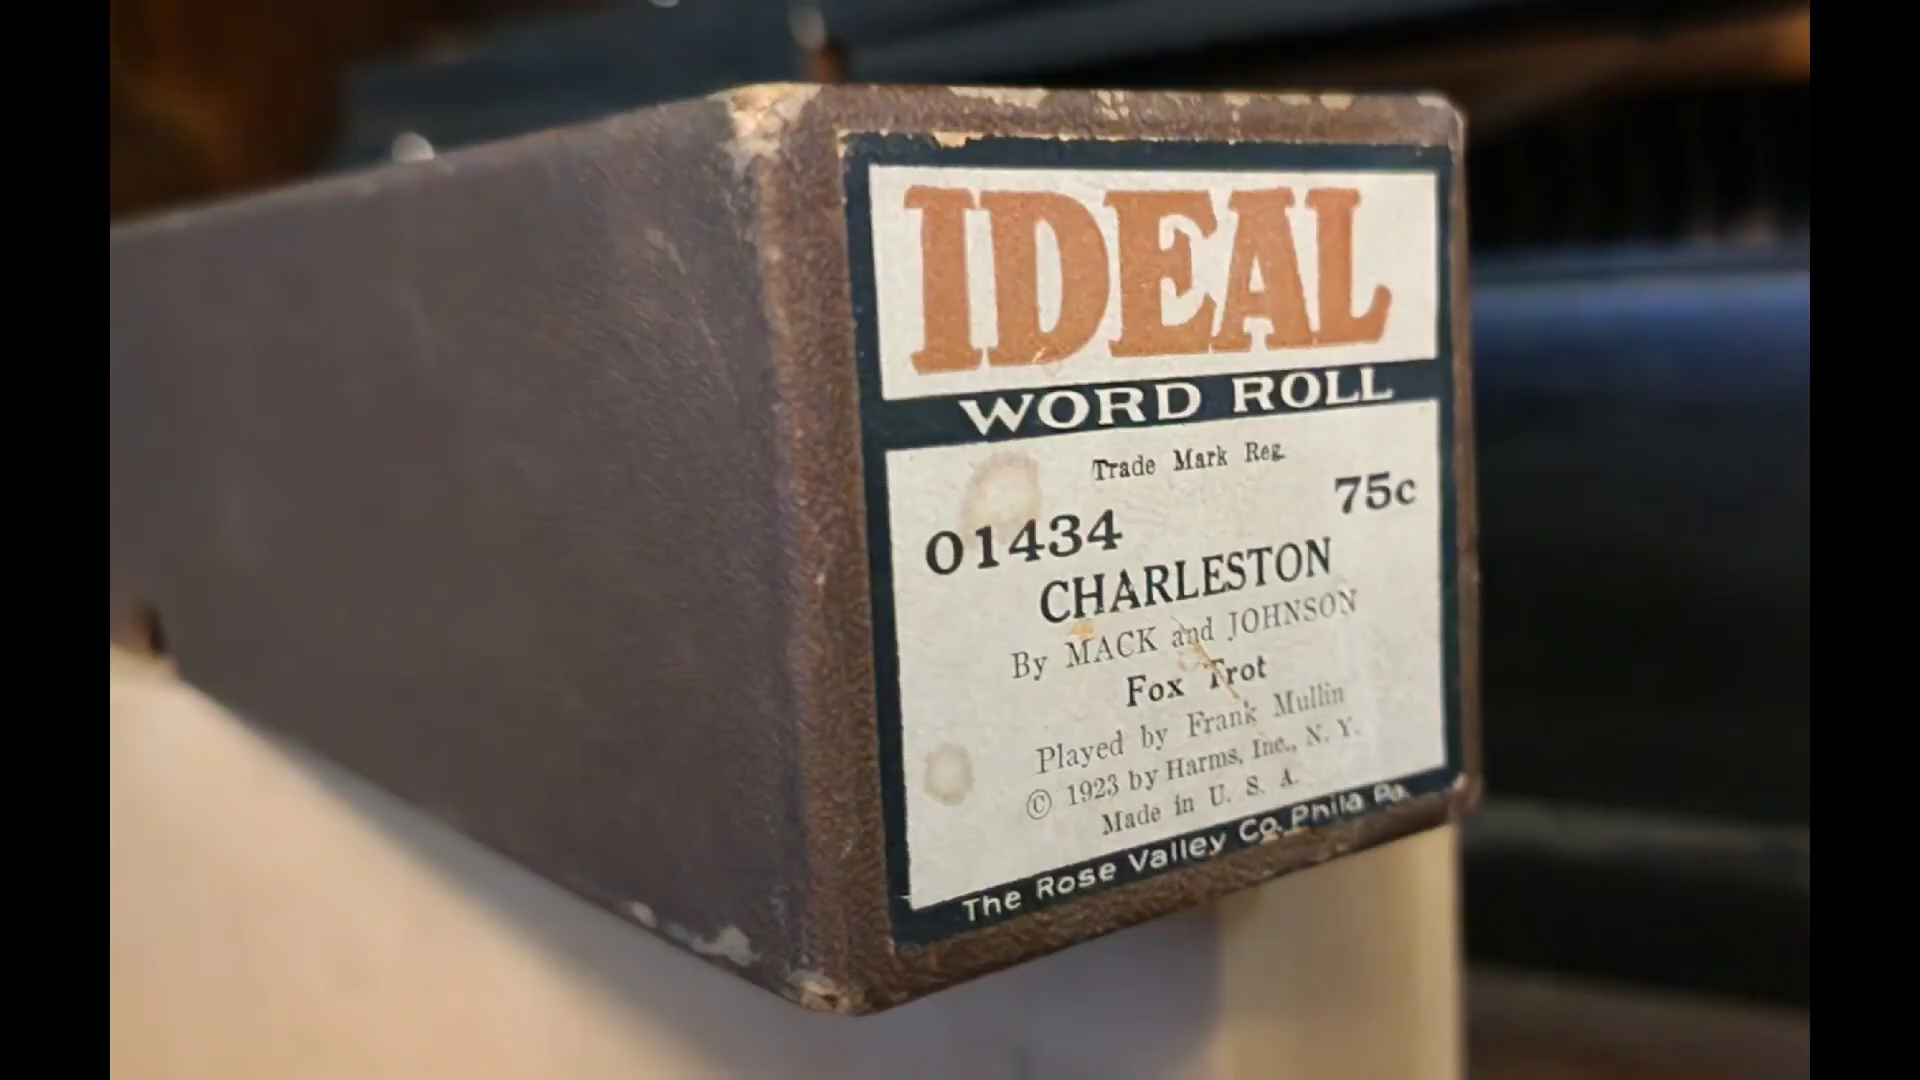 IDEAL
WORD ROLL
Trade Mark Reg.
75c
01434
CHARLESTON
By MACK and JOHNSON
Fox Trot
Played by Frank Mullin
© 1923 by Harms, Inc., N. Y.
Made in U. S. A.
The Rose Valley Co. Phila Pa.